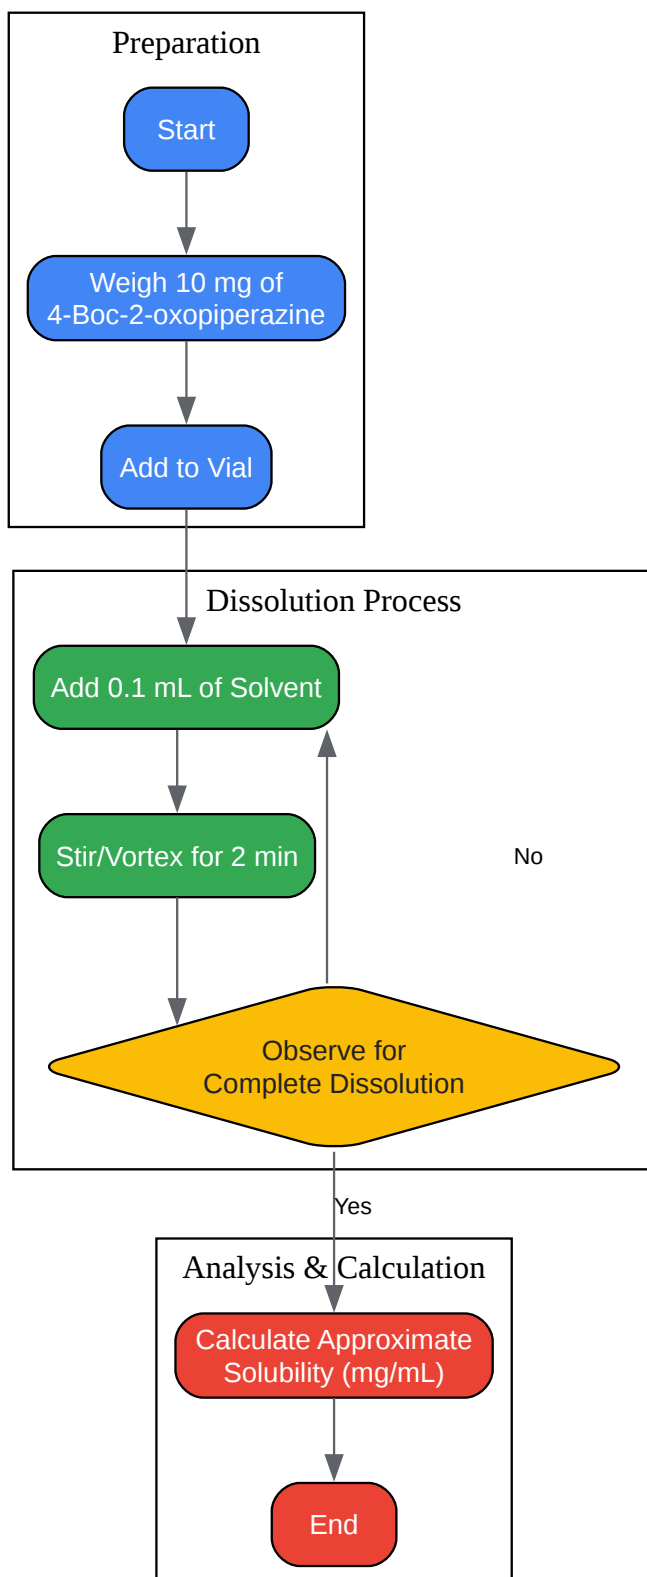 Preparation
Start
Weigh 10 mg of
4-Boc-2-oxopiperazine
Add to Vial
Dissolution Process
Add 0.1 mL of Solvent
Stir/Vortex for 2 min
No
Observe for
Complete Dissolution
Yes
Analysis & Calculation
Calculate Approximate
Solubility (mg/mL)
End